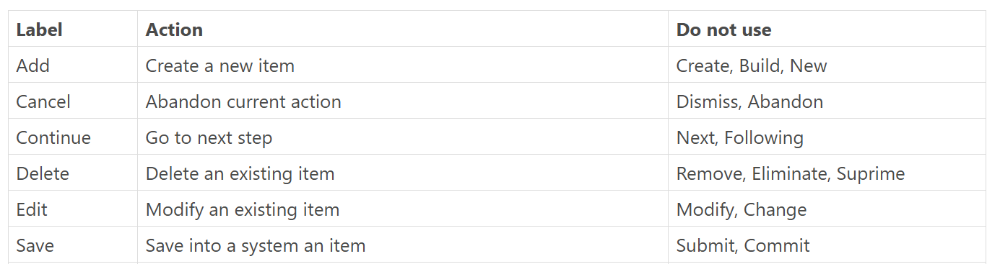 Label Action Do not use
Add Create a new item Create, Build, New
Cancel Abandon current action Dismiss, Abandon
Continue Go to next step Next, Following
Delete Delete an existing item Remove, Eliminate, Suprime
Edit Modify an existing item Modify, Change
Save Save into a system an item Submit, Commit